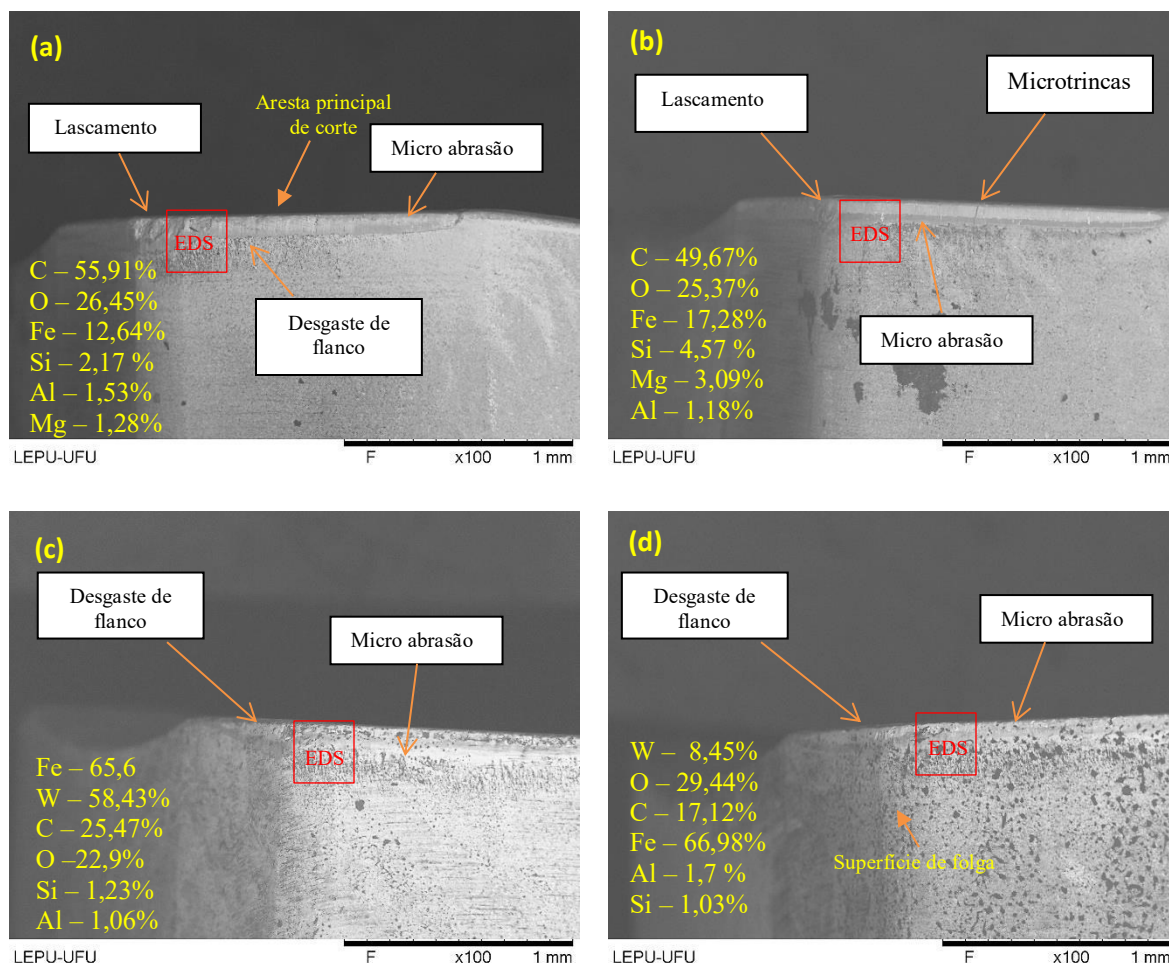 (a)
Aresta principal
de corte
Lascamento
Micro abrasão
EDS
C – 55,91%
O – 26,45%
Fe – 12,64%
Si – 2,17 %
Al – 1,53%
Mg – 1,28%
Desgaste de
flanco
LEPU-UFU
F
x100
1 mm
(b)
Lascamento
Microtrincas
EDS
C – 49,67%
O – 25,37%
Fe – 17,28%
Si – 4,57 %
Mg – 3,09%
Al – 1,18%
Micro abrasão
LEPU-UFU
F
x100
1 mm
(c)
Desgaste de
flanco
Micro abrasão
EDS
Fe – 65,6
W – 58,43%
C – 25,47%
O –22,9%
Si – 1,23%
Al – 1,06%
LEPU-UFU
F
x100
1 mm
(d)
Desgaste de
flanco
Micro abrasão
EDS
W – 8,45%
O – 29,44%
C – 17,12%
Fe – 66,98%
Al – 1,7 %
Si – 1,03%
Superfície de folga
LEPU-UFU
F
x100
1 mm